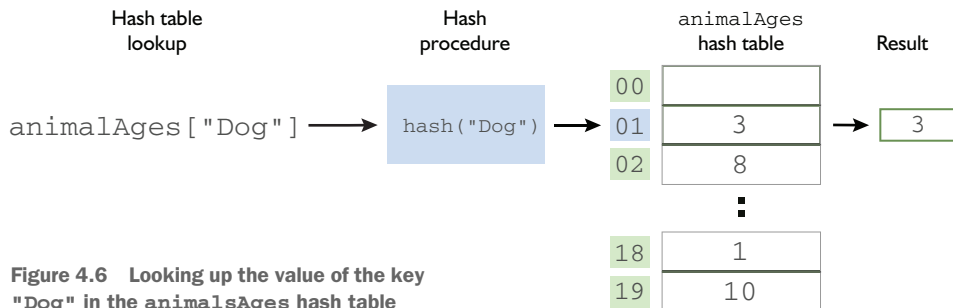 Hash table
lookup
Hash
procedure
animalAges
hash table
Result
animalAges["Dog"]
hash("Dog")
00
01 3
02 8
18 1
19 10
3
Figure 4.6 Looking up the value of the key
"Dog" in the animalsAges hash table